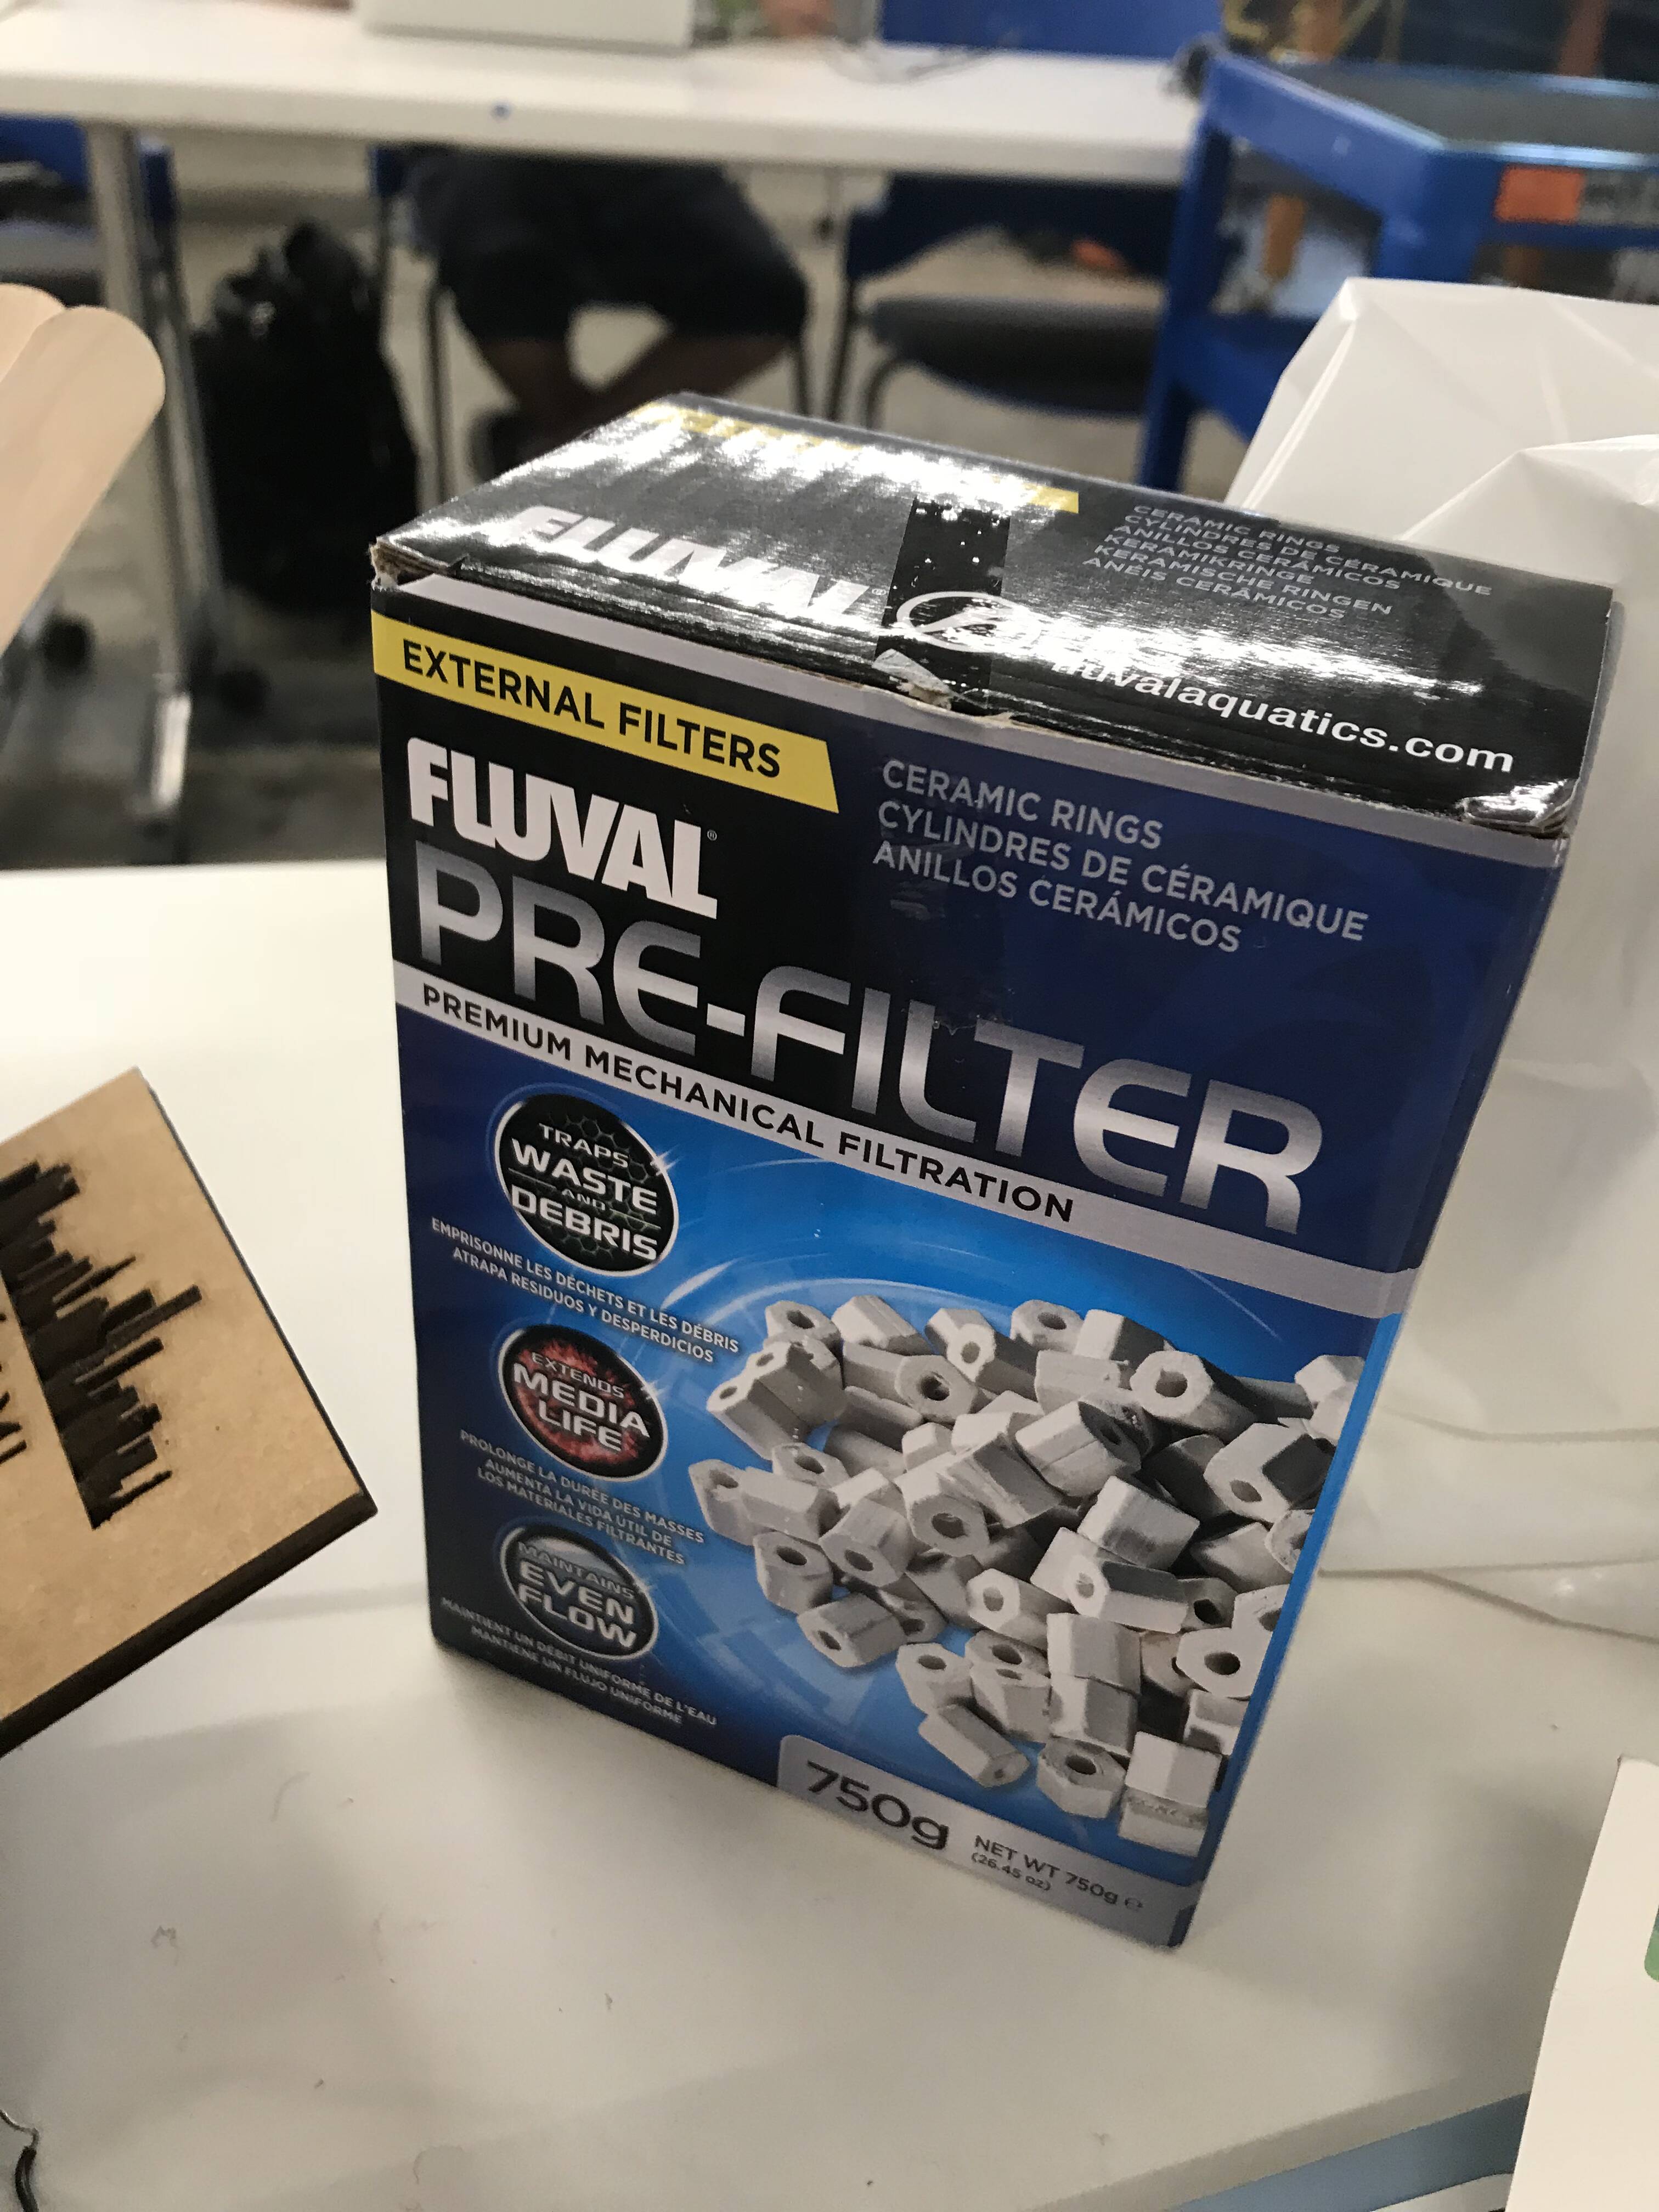 FLUVAL®
fluvalaquatics.com
CERAMIC RINGS
CYLINDRES DE CÉRAMIQUE
ANILLOS CERÁMICOS
KERAMIKRINGE
KERAMISCHE RINGEN
ANÉIS CERÂMICOS
EXTERNAL FILTERS
FLUVAL®
CERAMIC RINGS
CYLINDRES DE CÉRAMIQUE
ANILLOS CERÁMICOS
PRE-FILTER
PREMIUM MECHANICAL FILTRATION
TRAPS
WASTE
AND
DEBRIS
EMPRISONNE LES DÉCHETS ET LES DÉBRIS
ATRAPA RESIDUOS Y DESPERDICIOS
EXTENDS
MEDIA
LIFE
PROLONGE LA DURÉE DES MASSES
AUMENTA LA VIDA UTIL DE
LOS MATERIALES FILTRANTES
MAINTAINS
EVEN
FLOW
MAINTIENT UN DÉBIT UNIFORME DE L'EAU
MANTIENE UN FLUJO UNIFORME
750g
NET WT 750g e
(26.45 oz)